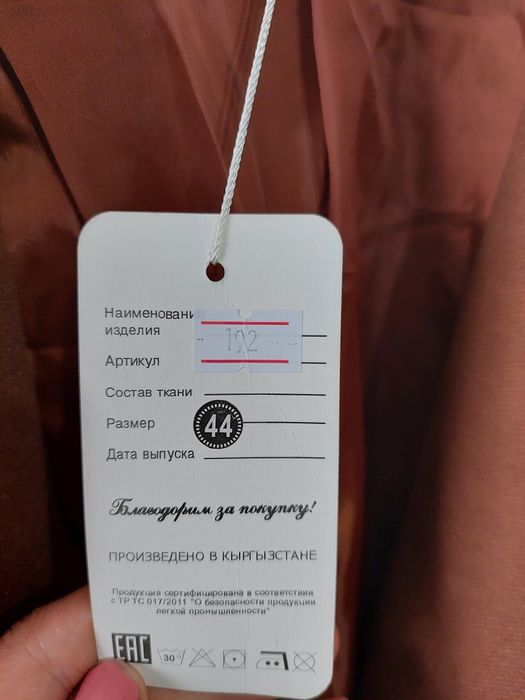 Наименовани
изделия
102
Артикул
Состав ткани
Размер 44
Дата выпуска
Благодорим за покупку!
ПРОИЗВЕДЕНО В КЫРГЫЗСТАНЕ
Продукция сертифицирована в соответствии
с ТР ТС 017/2011 "О безопасности продукции
легкой промышленности"
EAC 30°